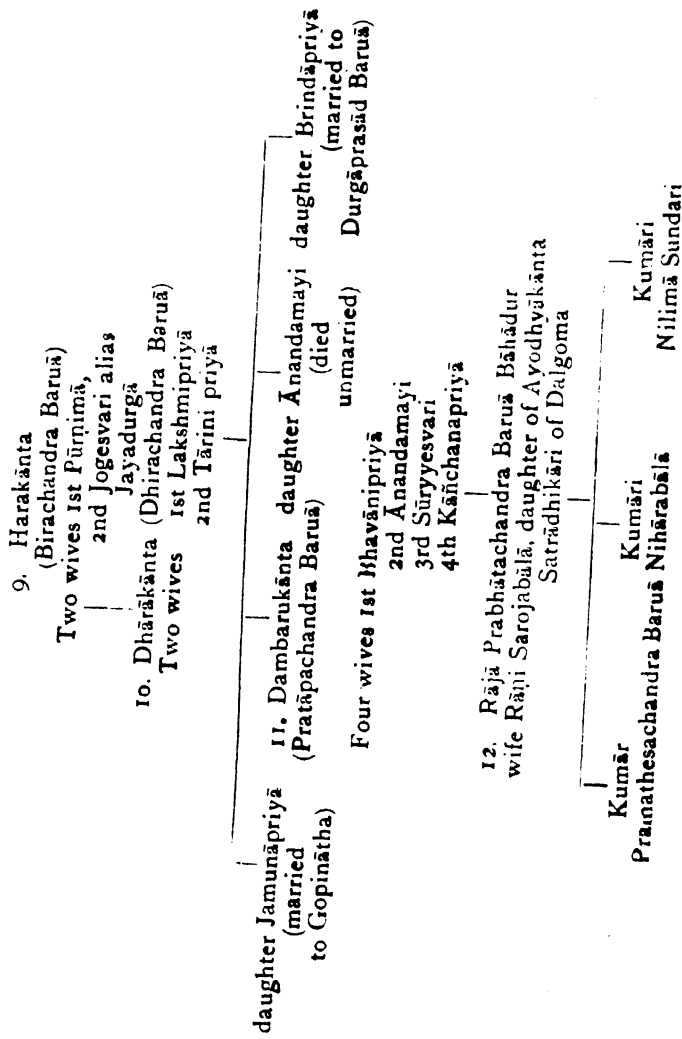 9. Harakānta
(Birachandra Baruā)
Two wives 1st Pūrṇimā,
2nd Jogesvari alias
Jayadurgā
10. Dhārākānta (Dhirachandra Baruā)
Two wives 1st Lakshmipriyā
2nd Tārini priyā
daughter Jamunāpriyā
(married
to Gopinātha)
11. Dambarukānta
(Pratāpachandra Baruā)
daughter Ānandamayi
(died
unmarried)
daughter Brindāpriyā
(married to
Durgāprasād Baruā)
Four wives 1st Bhavānipriyā
2nd Ānandamayi
3rd Sūryyesvari
4th Kāñchanapriyā
12. Rājā Prabhātachandra Baruā Bāhādur
wife Rāṇi Sarojabālā, daughter of Ayodhyākānta
Satrādhikāri of Dalgoma
Kumār
Pramathesachandra Baruā
Kumāri
Nihārabālā
Kumāri
Nilimā Sundari